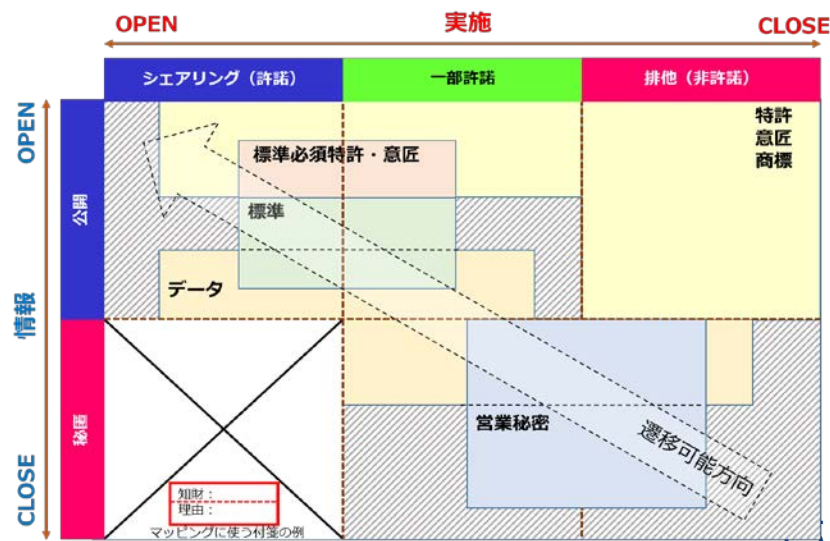 OPEN
実施
CLOSE
シェアリング（許諾）
一部許諾
排他（非許諾）
OPEN
情報
CLOSE
公開
秘匿
特許
意匠
商標
標準必須特許・意匠
標準
データ
営業秘密
遷移可能方向
知財：
理由：
マッピングに使う付箋の例